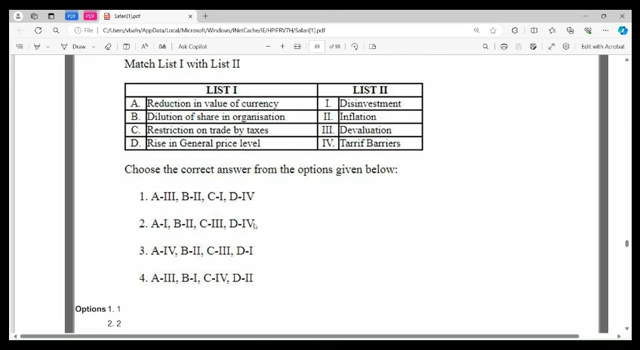 PDF PDF Safari[1].pdf
File C:/Users/vbafn/AppData/Local/Microsoft/Windows/INetCache/IE/HPIFRV7H/Safari[1].pdf
Ask Copilot of 98 Edit with Acrobat
Match List I with List II
LIST I LIST II
A. Reduction in value of currency I. Disinvestment
B. Dilution of share in organisation II. Inflation
C. Restriction on trade by taxes III. Devaluation
D. Rise in General price level IV. Tarrif Barriers
Choose the correct answer from the options given below:
1. A-III, B-II, C-I, D-IV
2. A-I, B-II, C-III, D-IV
3. A-IV, B-II, C-III, D-I
4. A-III, B-I, C-IV, D-II
Options 1. 1
2. 2